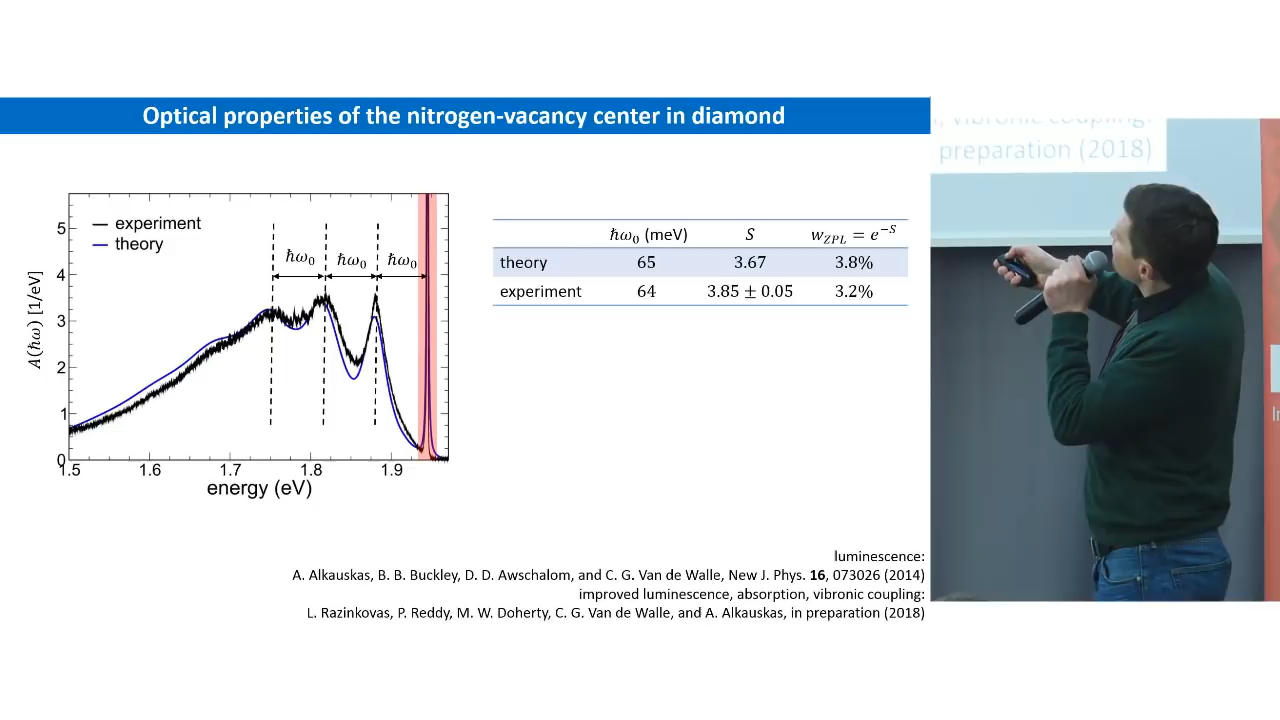 Optical properties of the nitrogen-vacancy center in diamond
, vibronic coupling:
preparation (2018)
experiment
theory
ħω₀ ħω₀ ħω₀
A(ħω) [1/eV]
5
4
3
2
1
0
1.5 1.6 1.7 1.8 1.9
energy (eV)
ħω₀ (meV) S w_ZPL = e^−S
theory 65 3.67 3.8%
experiment 64 3.85 ± 0.05 3.2%
luminescence:
A. Alkauskas, B. B. Buckley, D. D. Awschalom, and C. G. Van de Walle, New J. Phys. 16, 073026 (2014)
improved luminescence, absorption, vibronic coupling:
L. Razinkovas, P. Reddy, M. W. Doherty, C. G. Van de Walle, and A. Alkauskas, in preparation (2018)